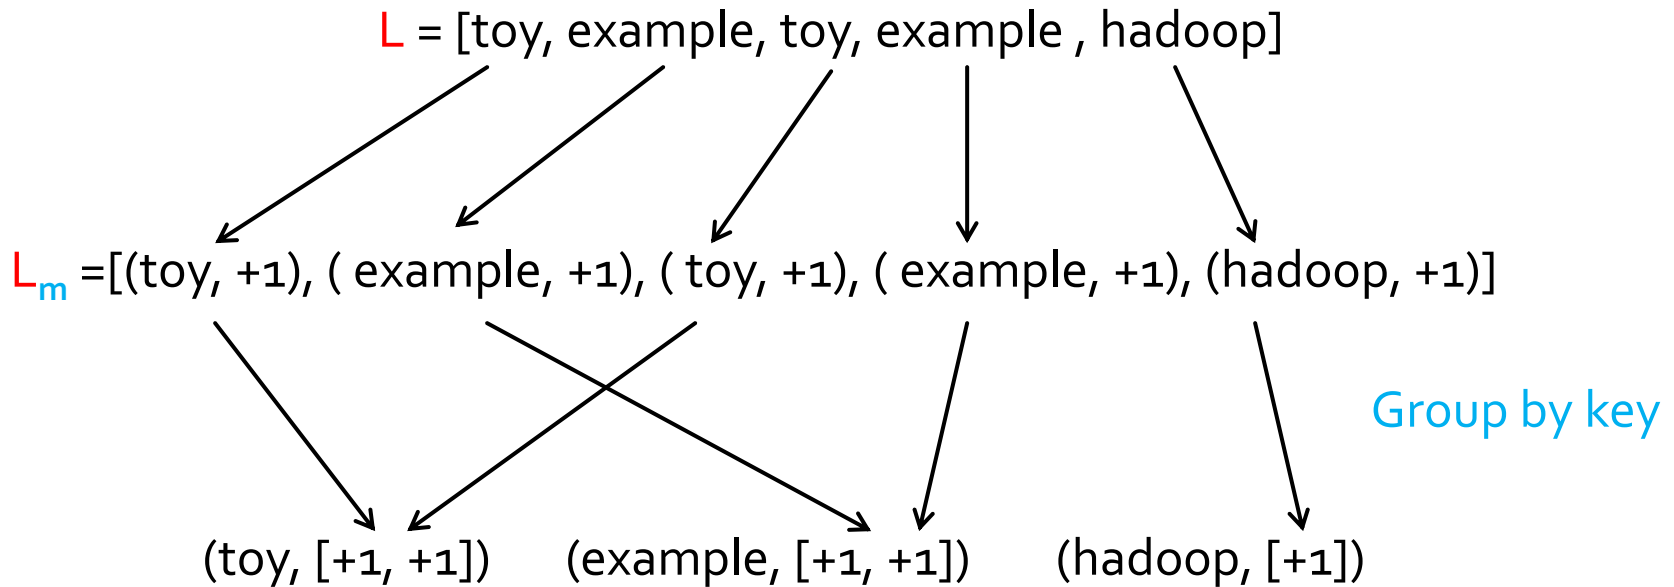 L = [toy, example, toy, example , hadoop]
Lm =[(toy, +1), ( example, +1), ( toy, +1), ( example, +1), (hadoop, +1)]
Group by key
(toy, [+1, +1]) (example, [+1, +1]) (hadoop, [+1])